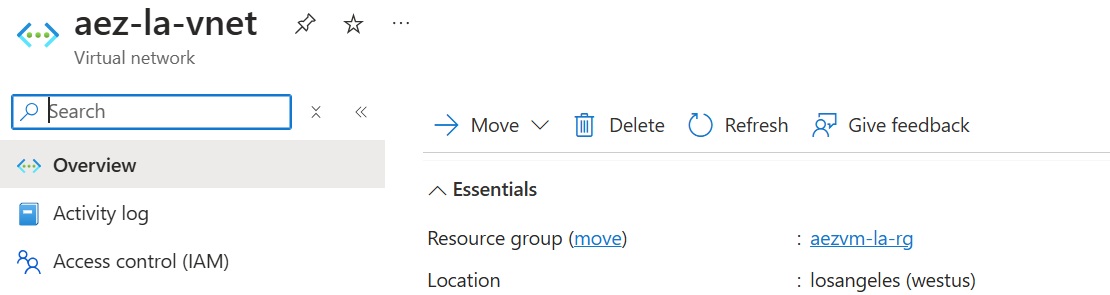 aez-la-vnet
Virtual network
Search
Move Delete Refresh Give feedback
Overview
Activity log
Access control (IAM)
Essentials
Resource group (move) : aezvm-la-rg
Location : losangeles (westus)